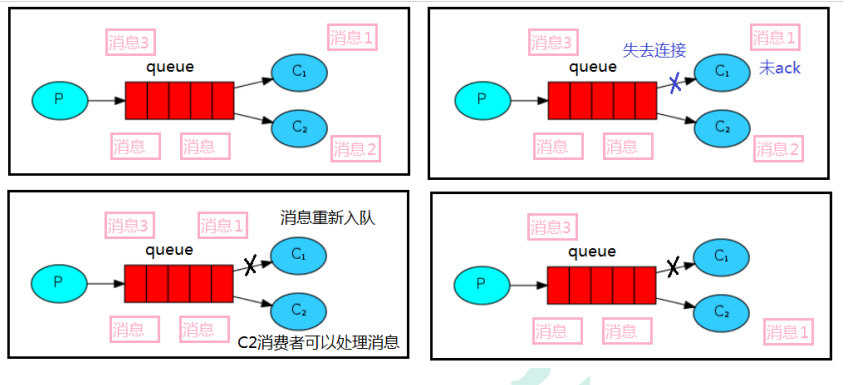 消息3
消息1
queue
P
C₁
C₂
消息
消息
消息2
消息3
失去连接
消息1
queue
未ack
P
C₁
C₂
消息
消息
消息2
消息3
消息1
消息重新入队
queue
P
C₁
C₂
消息
消息
C2消费者可以处理消息
消息3
queue
P
C₁
C₂
消息
消息
消息1